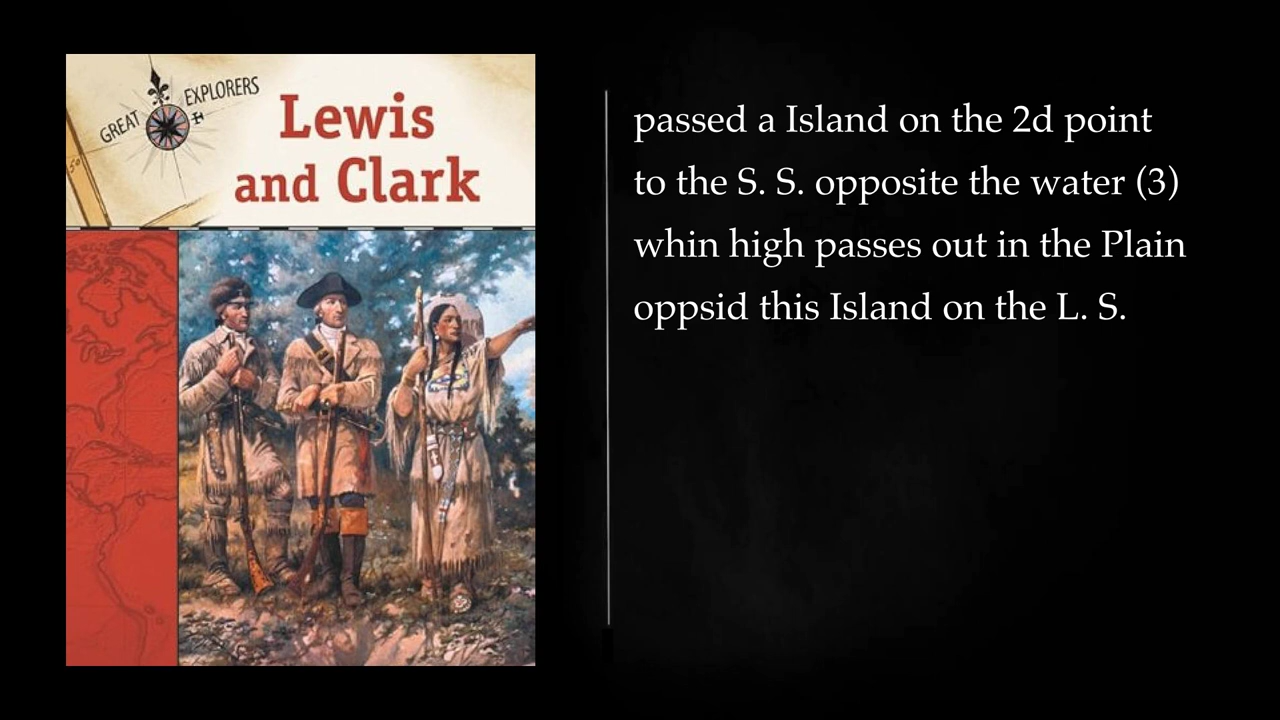 GREAT EXPLORERS
Lewis
and Clark
passed a Island on the 2d point
to the S. S. opposite the water (3)
whin high passes out in the Plain
oppsid this Island on the L. S.